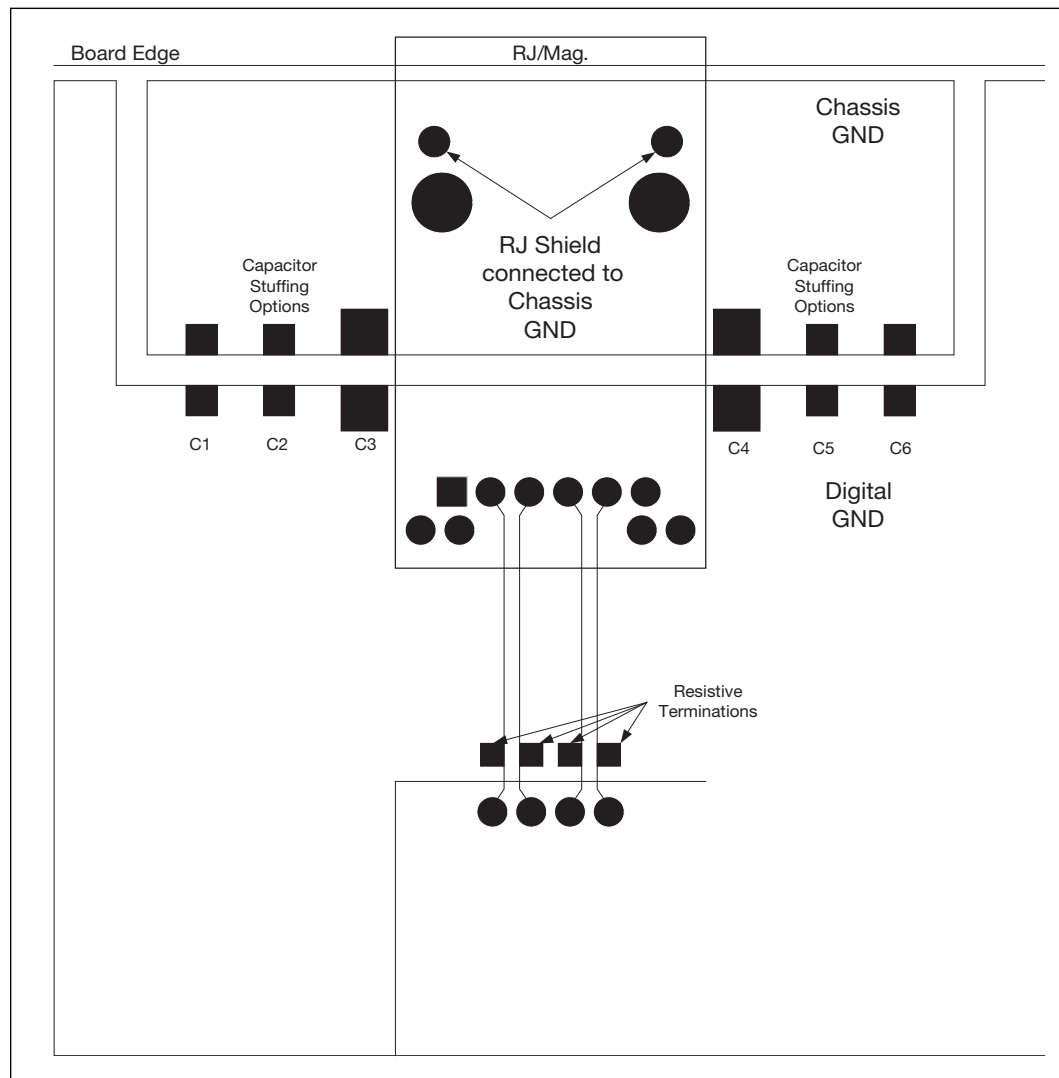 Board Edge
RJ/Mag.
Chassis
GND
RJ Shield
connected to
Chassis
GND
Capacitor
Stuffing
Options
Capacitor
Stuffing
Options
C1
C2
C3
C4
C5
C6
Digital
GND
Resistive
Terminations